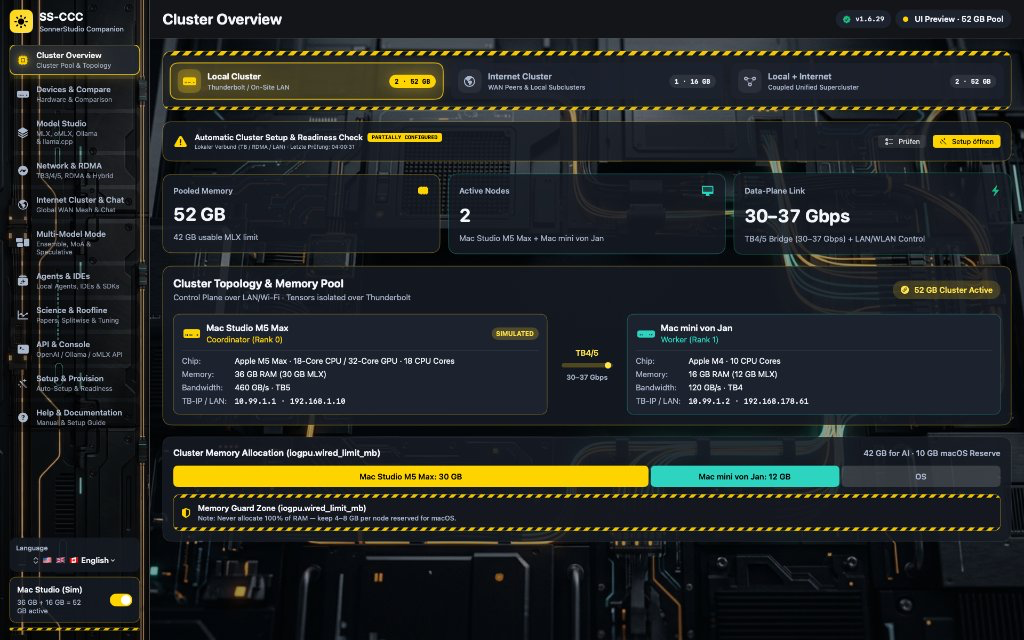 SS-CCC
SonnerStudio Companion
Cluster Overview
Cluster Pool & Topology
Devices & Compare
Hardware & Comparison
Model Studio
MLX, oMLX, Ollama
& llama.cpp
Network & RDMA
TB3/4/5, RDMA & Hybrid
Internet Cluster & Chat
Global WAN Mesh & Chat
Multi-Model Mode
Ensemble, MoA &
Speculative
Agents & IDEs
Local Agents, IDEs & SDKs
Science & Roofline
Papers, Splitwise & Tuning
API & Console
OpenAI / Ollama / oMLX API
Setup & Provision
Auto-Setup & Readiness
Help & Documentation
Manual & Setup Guide
Language
English
Mac Studio (Sim)
36 GB + 16 GB = 52
GB active
Cluster Overview
v1.6.29
UI Preview · 52 GB Pool
Local Cluster
Thunderbolt / On-Site LAN
2 · 52 GB
Internet Cluster
WAN Peers & Local Subclusters
1 · 16 GB
Local + Internet
Coupled Unified Supercluster
2 · 52 GB
Automatic Cluster Setup & Readiness Check
PARTIALLY CONFIGURED
Lokaler Verbund (TB / RDMA / LAN) · Letzte Prüfung: 04:00:31
Prüfen
Setup öffnen
Pooled Memory
52 GB
42 GB usable MLX limit
Active Nodes
2
Mac Studio M5 Max + Mac mini von Jan
Data-Plane Link
30–37 Gbps
TB4/5 Bridge (30–37 Gbps) + LAN/WLAN Control
Cluster Topology & Memory Pool
Control Plane over LAN/Wi-Fi · Tensors isolated over Thunderbolt
52 GB Cluster Active
Mac Studio M5 Max
Coordinator (Rank 0)
SIMULATED
Chip: Apple M5 Max · 18-Core CPU / 32-Core GPU · 18 CPU Cores
Memory: 36 GB RAM (30 GB MLX)
Bandwidth: 460 GB/s · TB5
TB-IP / LAN: 10.99.1.1 · 192.168.1.10
TB4/5
30–37 Gbps
Mac mini von Jan
Worker (Rank 1)
Chip: Apple M4 · 10 CPU Cores
Memory: 16 GB RAM (12 GB MLX)
Bandwidth: 120 GB/s · TB4
TB-IP / LAN: 10.99.1.2 · 192.168.178.61
Cluster Memory Allocation (iogpu.wired_limit_mb)
42 GB for AI · 10 GB macOS Reserve
Mac Studio M5 Max: 30 GB
Mac mini von Jan: 12 GB
OS
Memory Guard Zone (iogpu.wired_limit_mb)
Note: Never allocate 100% of RAM — keep 4–8 GB per node reserved for macOS.